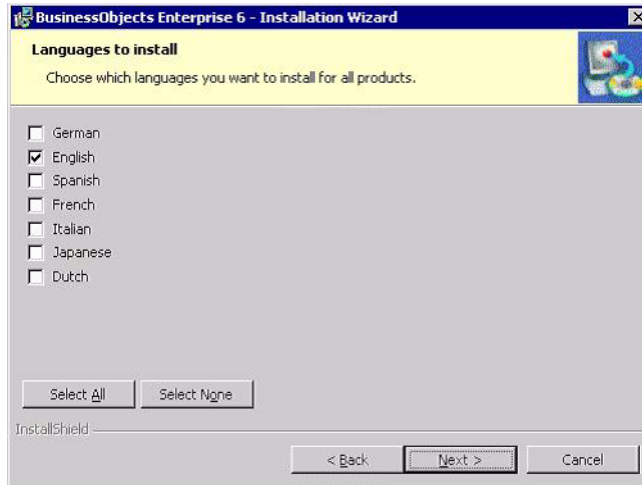 BusinessObjects Enterprise 6 - Installation Wizard
Languages to install
Choose which languages you want to install for all products.
German
English
Spanish
French
Italian
Japanese
Dutch
Select All
Select None
InstallShield
< Back
Next >
Cancel